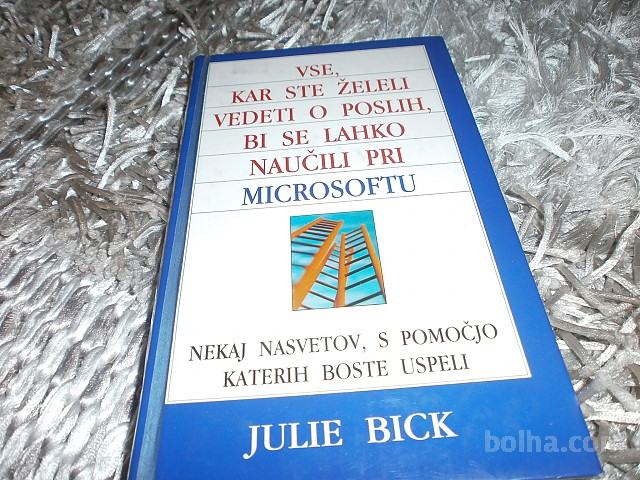 VSE,
KAR STE ŽELELI
VEDETI O POSLIH,
BI SE LAHKO
NAUČILI PRI
MICROSOFTU
NEKAJ NASVETOV, S POMOČJO
KATERIH BOSTE USPELI
JULIE BICK
bolha.com